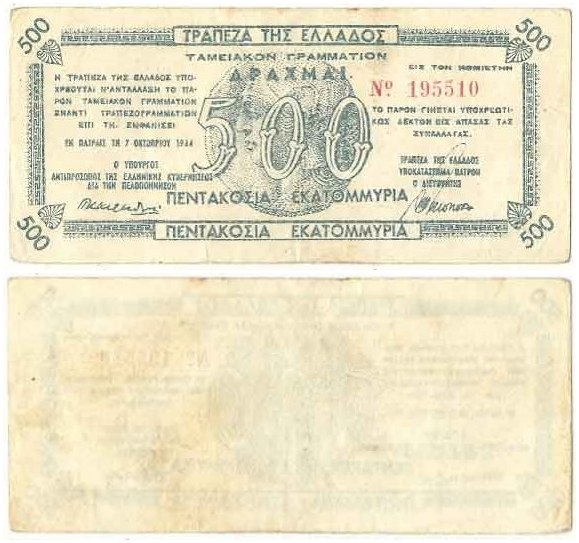 500 500
ΤΡΑΠΕΖΑ ΤΗΣ ΕΛΛΑΔΟΣ
ΤΑΜΕΙΑΚΟΝ ΓΡΑΜΜΑΤΙΟΝ
ΔΡΑΧΜΑΙ
Η ΤΡΑΠΕΖΑ ΤΗΣ ΕΛΛΑΔΟΣ ΥΠΟ-
ΧΡΕΟΥΤΑΙ Ν'ΑΝΤΑΛΛΑΞΗ ΤΟ ΠΑ-
ΡΟΝ ΤΑΜΕΙΑΚΟΝ ΓΡΑΜΜΑΤΙΟΝ
ΕΝΑΝΤΙ ΤΡΑΠΕΖΟΓΡΑΜΜΑΤΙΩΝ
ΕΠΙ ΤΗ ΕΜΦΑΝΙΣΕΙ
ΕΝ ΠΑΤΡΑΙΣ ΤΗ 7 ΟΚΤΩΒΡΙΟΥ 1944
Ο ΥΠΟΥΡΓΟΣ
ΑΝΤΙΠΡΟΣΩΠΟΣ ΤΗΣ ΕΛΛΗΝΙΚΗΣ ΚΥΒΕΡΝΗΣΕΩΣ
ΔΙΑ ΤΗΝ ΠΕΛΟΠΟΝΝΗΣΟΝ
500
ΕΙΣ ΤΟΝ ΚΟΜΙΣΤΗΝ
Nº 195510
ΤΟ ΠΑΡΟΝ ΓΙΝΕΤΑΙ ΥΠΟΧΡΕΩΤΙ-
ΚΩΣ ΔΕΚΤΟΝ ΕΙΣ ΑΠΑΣΑΣ ΤΑΣ
ΣΥΝΑΛΛΑΓΑΣ.
ΤΡΑΠΕΖΑ ΤΗΣ ΕΛΛΑΔΟΣ
ΥΠΟΚΑΤΑΣΤΗΜΑ ΠΑΤΡΩΝ
Ο ΔΙΕΥΘΥΝΤΗΣ
ΠΕΝΤΑΚΟΣΙΑ ΕΚΑΤΟΜΜΥΡΙΑ
ΠΕΝΤΑΚΟΣΙΑ ΕΚΑΤΟΜΜΥΡΙΑ
500 500